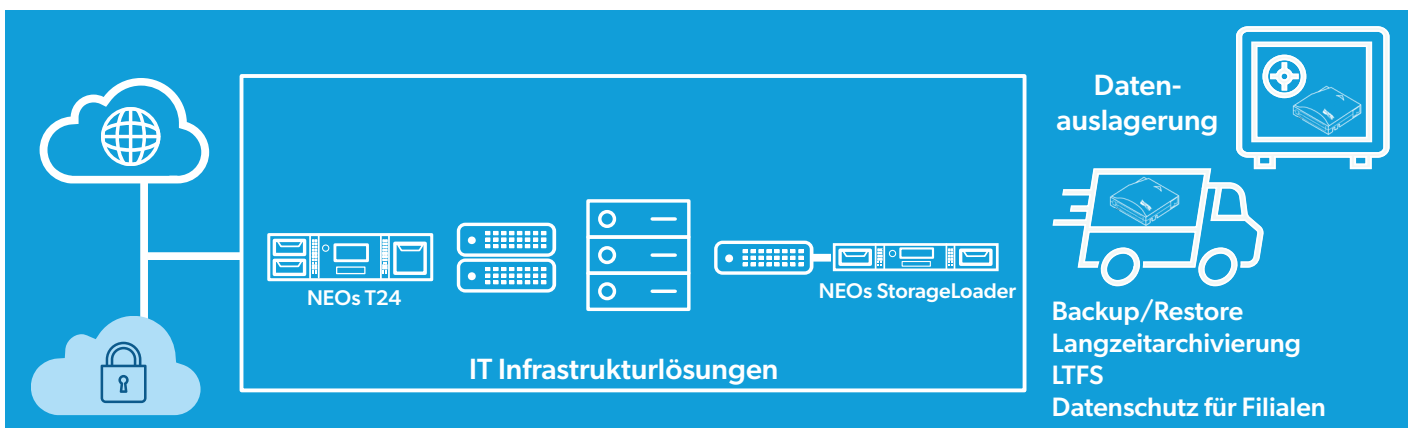 NEOs T24
NEOs StorageLoader
IT Infrastrukturlösungen
Daten-
auslagerung
Backup/Restore
Langzeitarchivierung
LTFS
Datenschutz für Filialen